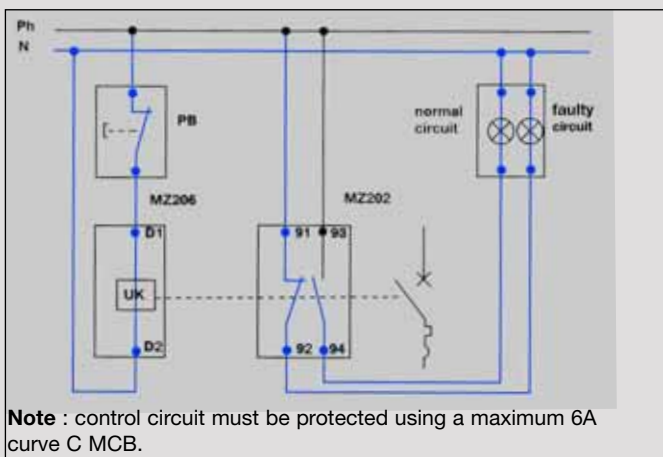 Ph
N
PB
normal
circuit
faulty
circuit
MZ206
MZ202
D1
91 93
UK
D2
92 94
Note : control circuit must be protected using a maximum 6A
curve C MCB.